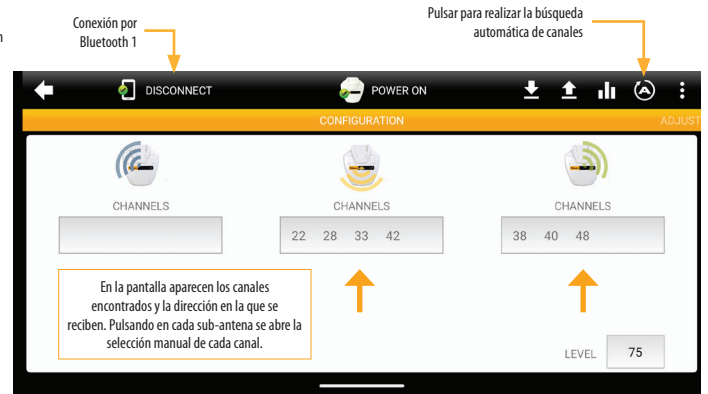 Conexión por
Bluetooth 1
Pulsar para realizar la búsqueda
automática de canales
n
DISCONNECT
POWER ON
A
CONFIGURATION
ADJUST
CHANNELS
CHANNELS
CHANNELS
22 28 33 42
38 40 48
En la pantalla aparecen los canales
encontrados y la dirección en la que se
reciben. Pulsando en cada sub-antena se abre la
selección manual de cada canal.
LEVEL 75